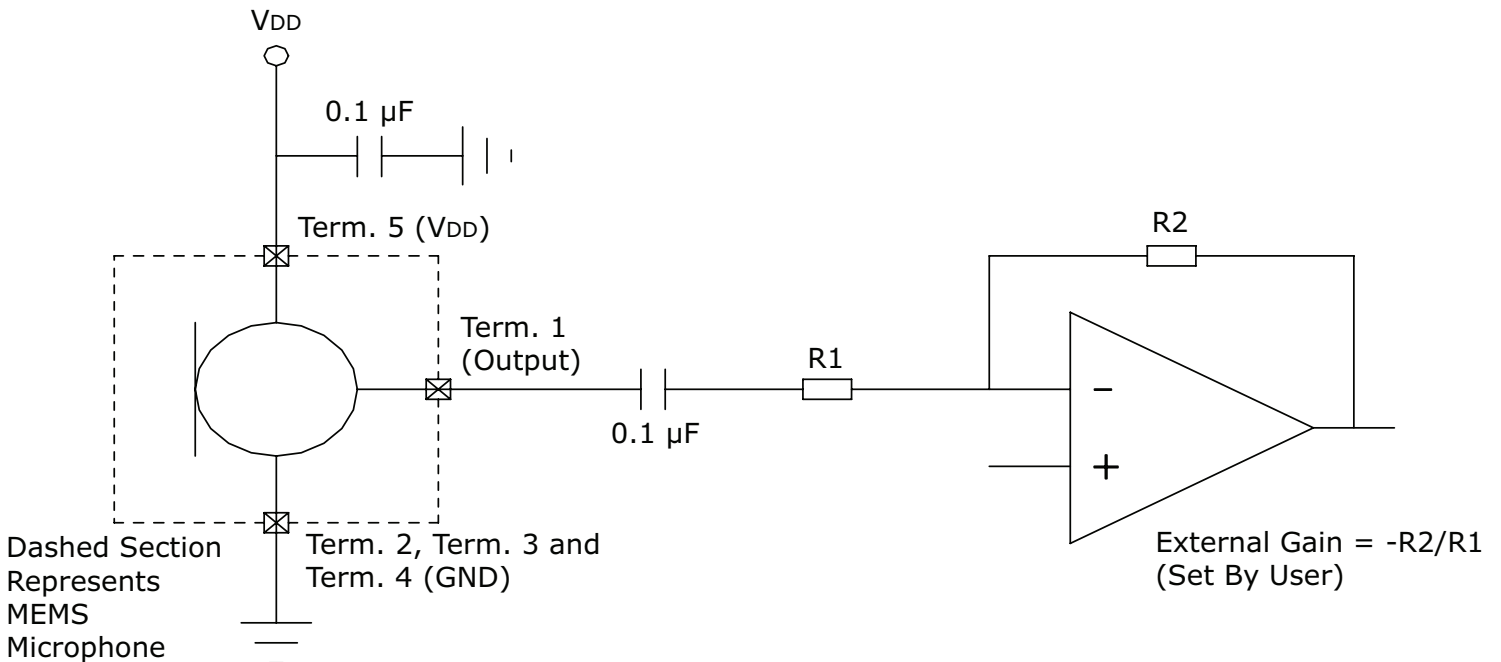 VDD
0.1 µF
Term. 5 (VDD)
R2
Term. 1
(Output)
R1
0.1 µF
−
+
Dashed Section
Represents
MEMS
Microphone
Term. 2, Term. 3 and
Term. 4 (GND)
External Gain = -R2/R1
(Set By User)